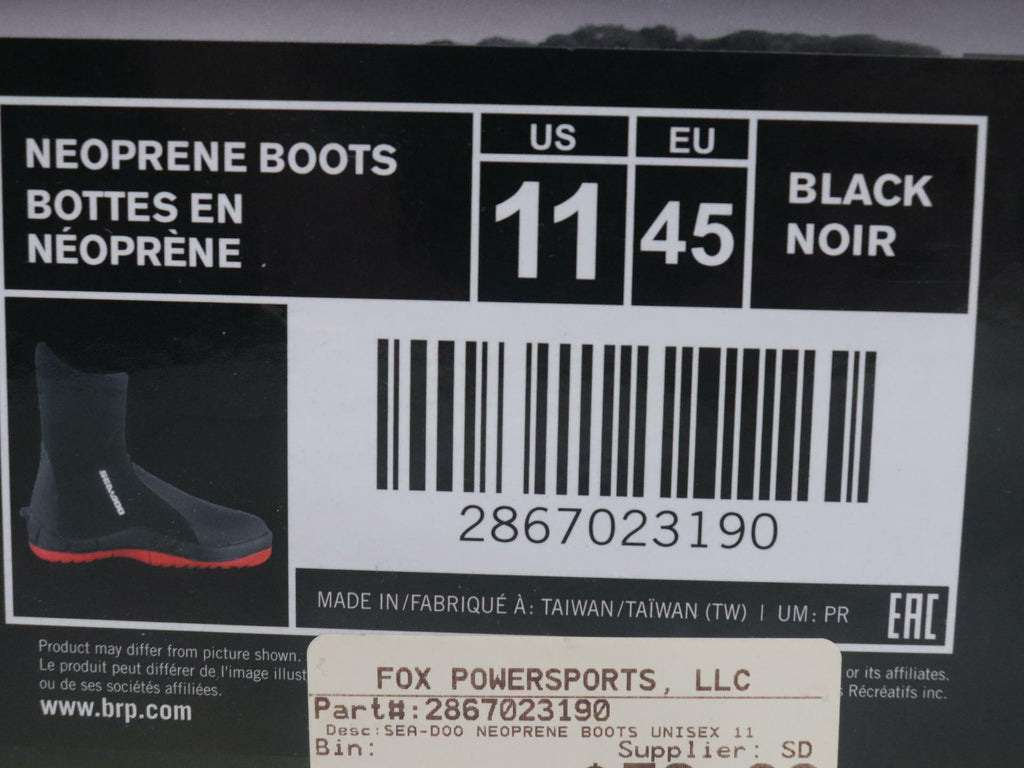 NEOPRENE BOOTS
BOTTES EN
NÉOPRÈNE
US
11
EU
45
BLACK
NOIR
SEA-DOO
2867023190
MADE IN/FABRIQUÉ À: TAIWAN/TAÏWAN (TW) | UM: PR
EAC
Product may differ from picture shown.
Le produit peut différer de l'image illust
ou de ses sociétés affiliées.
www.brp.com
or its affiliates.
Récréatifs inc.
FOX POWERSPORTS, LLC
Part#:2867023190
Desc:SEA-DOO NEOPRENE BOOTS UNISEX 11
Bin: Supplier: SD